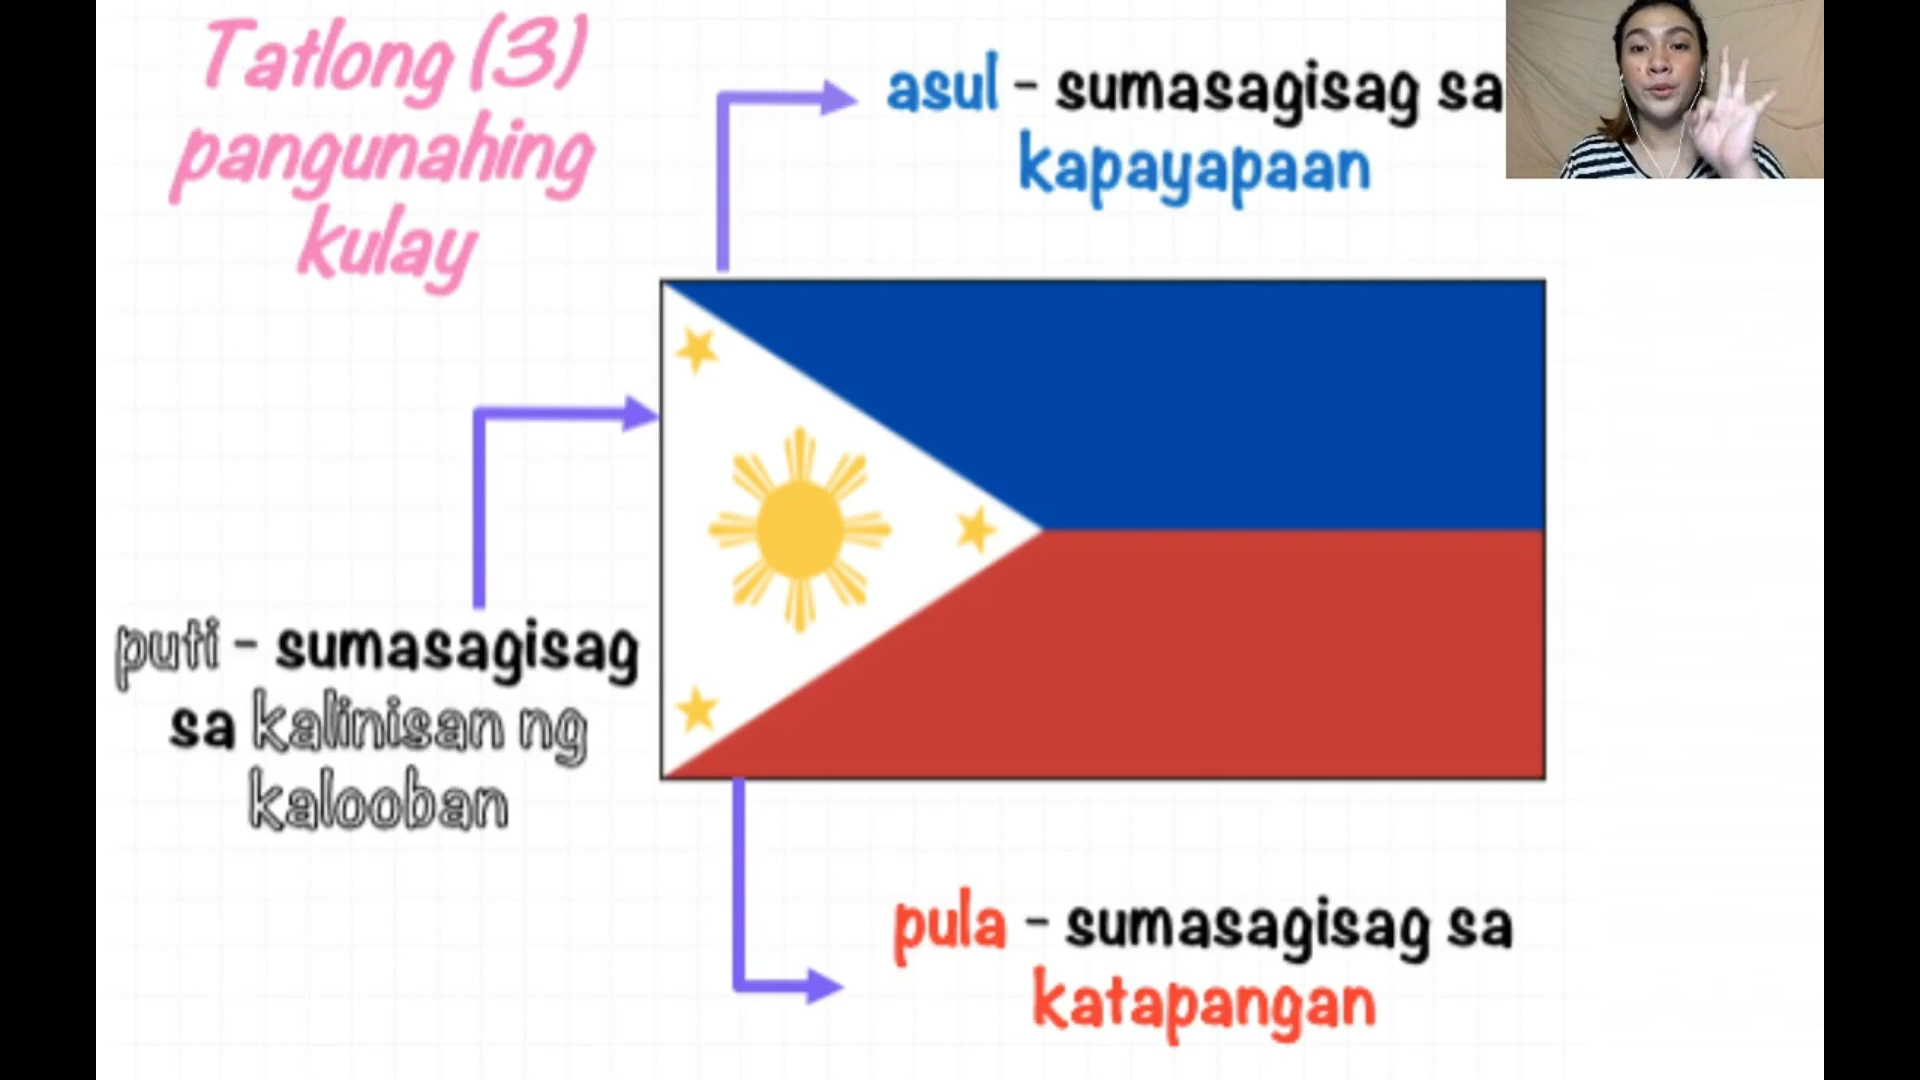 Tatlong (3)
pangunahing
kulay
asul - sumasagisag sa
kapayapaan
puti - sumasagisag
sa kalinisan ng
kalooban
pula - sumasagisag sa
katapangan